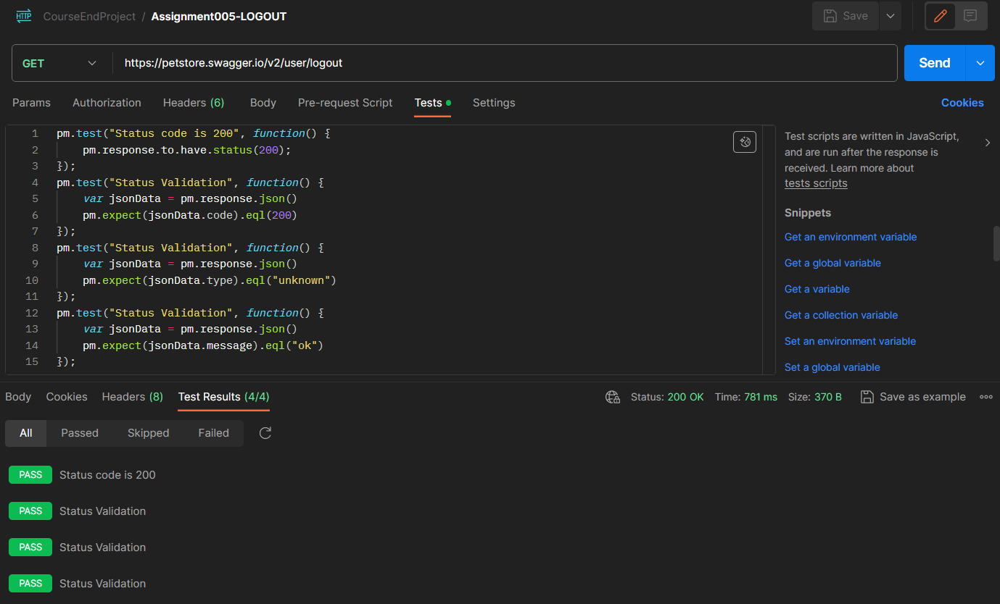 HTTP CourseEndProject / Assignment005-LOGOUT Save
GET https://petstore.swagger.io/v2/user/logout Send
Params Authorization Headers (6) Body Pre-request Script Tests Settings Cookies
1 pm.test("Status code is 200", function() {
2 pm.response.to.have.status(200);
3 });
4 pm.test("Status Validation", function() {
5 var jsonData = pm.response.json()
6 pm.expect(jsonData.code).eql(200)
7 });
8 pm.test("Status Validation", function() {
9 var jsonData = pm.response.json()
10 pm.expect(jsonData.type).eql("unknown")
11 });
12 pm.test("Status Validation", function() {
13 var jsonData = pm.response.json()
14 pm.expect(jsonData.message).eql("ok")
15 });
Test scripts are written in JavaScript,
and are run after the response is
received. Learn more about
tests scripts
Snippets
Get an environment variable
Get a global variable
Get a variable
Get a collection variable
Set an environment variable
Set a global variable
Body Cookies Headers (8) Test Results (4/4) Status: 200 OK Time: 781 ms Size: 370 B Save as example
All Passed Skipped Failed
PASS Status code is 200
PASS Status Validation
PASS Status Validation
PASS Status Validation